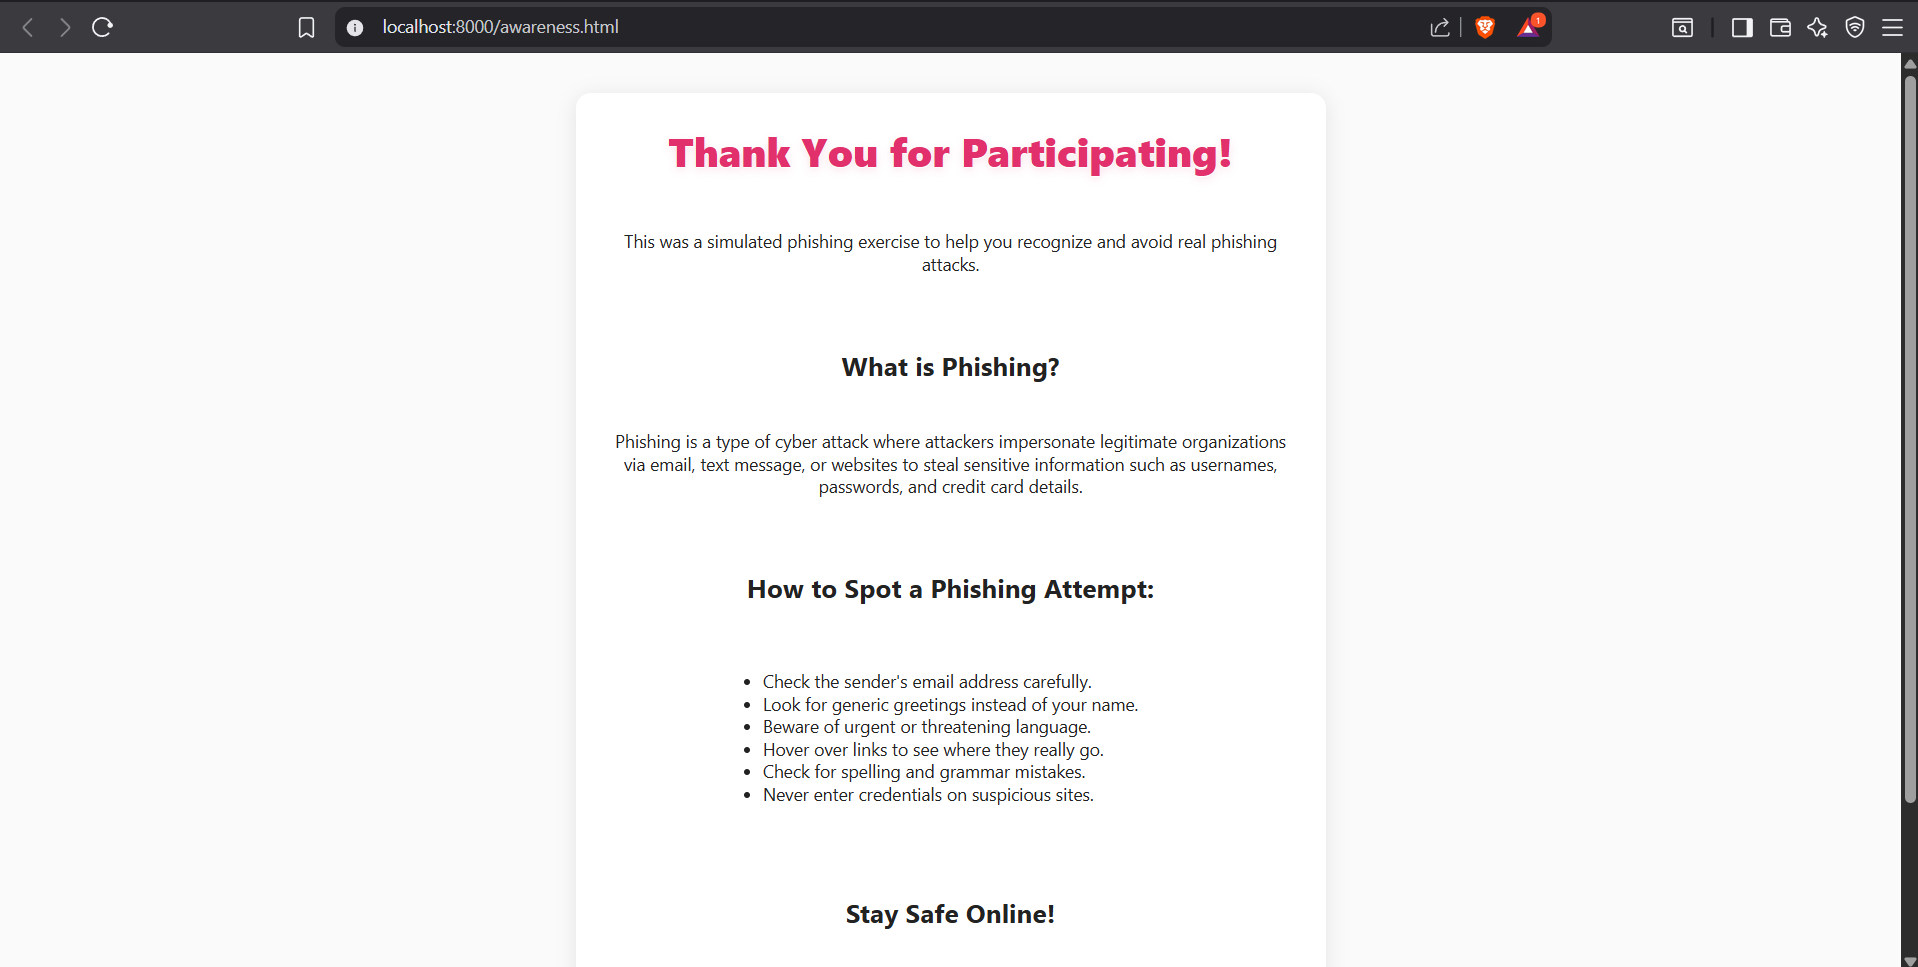 localhost:8000/awareness.html
1
Thank You for Participating!
This was a simulated phishing exercise to help you recognize and avoid real phishing
attacks.
What is Phishing?
Phishing is a type of cyber attack where attackers impersonate legitimate organizations
via email, text message, or websites to steal sensitive information such as usernames,
passwords, and credit card details.
How to Spot a Phishing Attempt:
• Check the sender's email address carefully.
• Look for generic greetings instead of your name.
• Beware of urgent or threatening language.
• Hover over links to see where they really go.
• Check for spelling and grammar mistakes.
• Never enter credentials on suspicious sites.
Stay Safe Online!